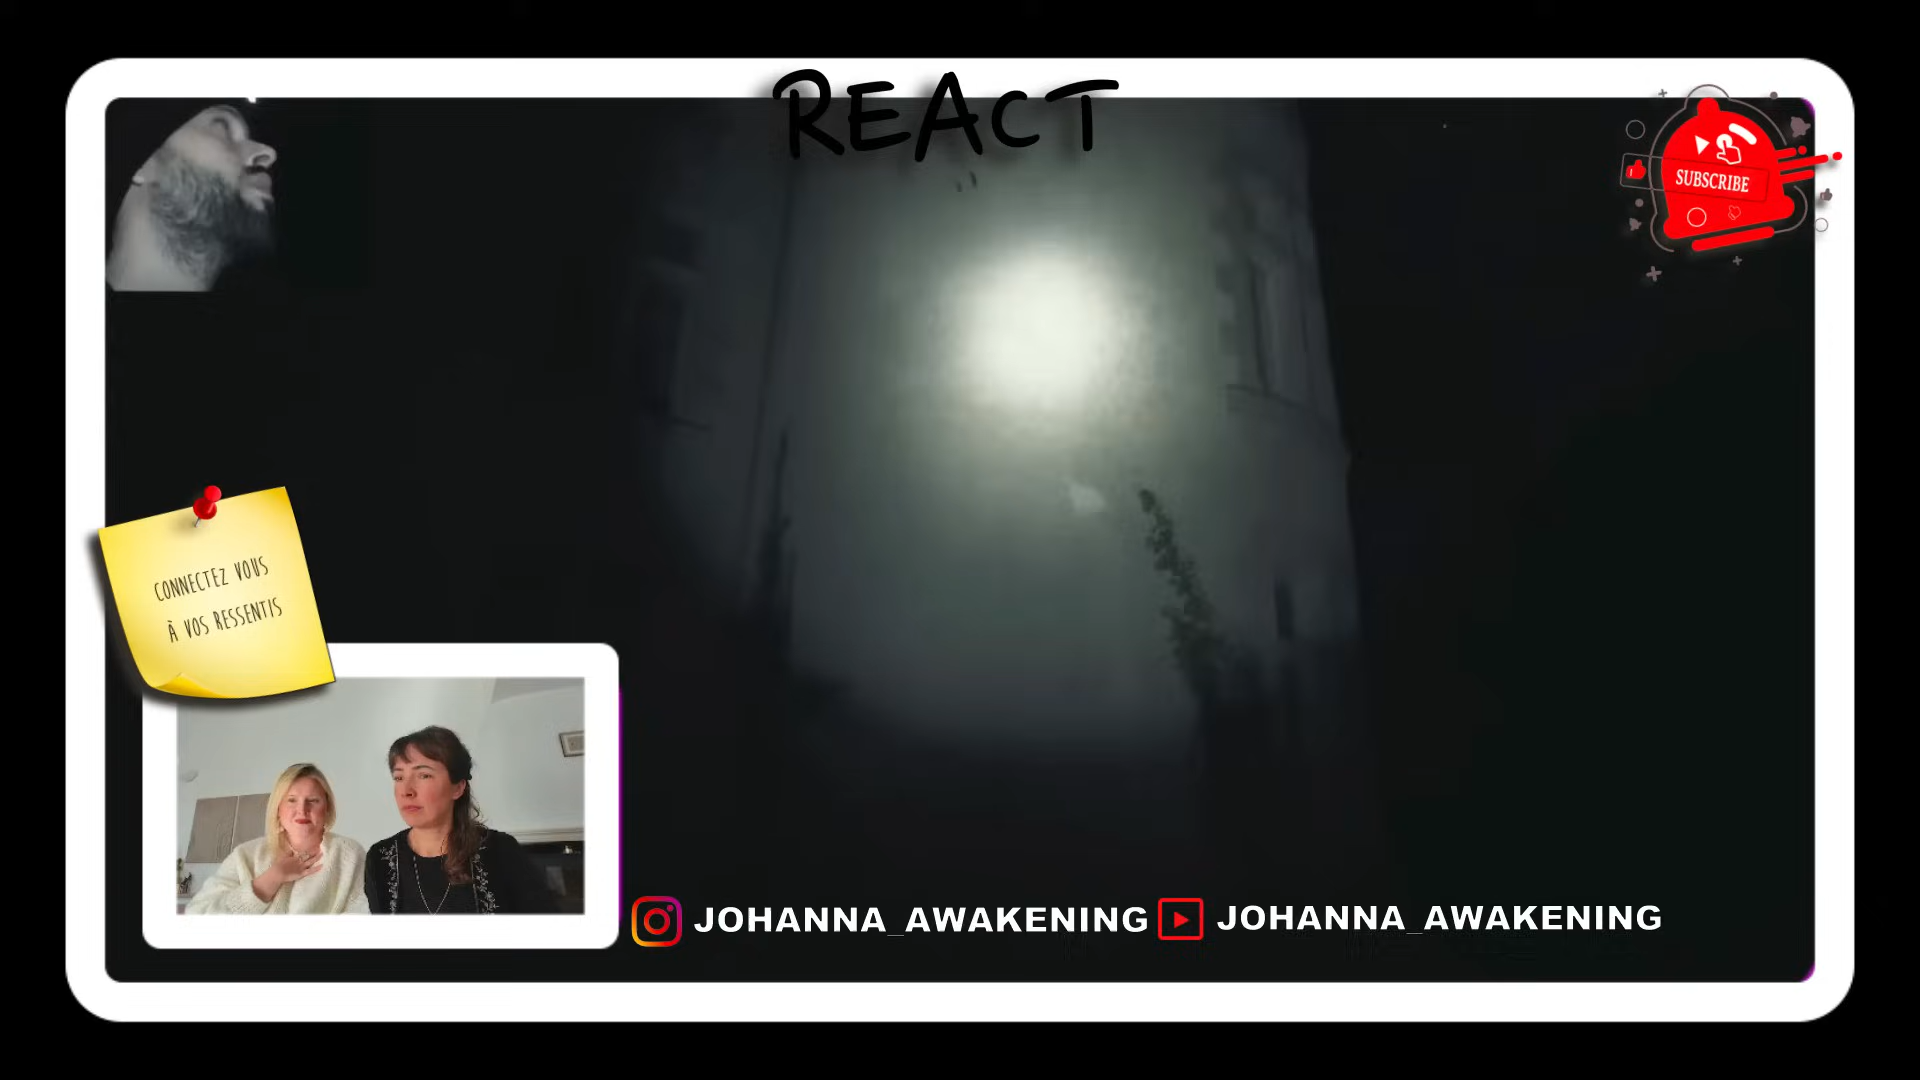 REACT
SUBSCRIBE
CONNECTEZ VOUS
À VOS RESSENTIS
JOHANNA_AWAKENING
JOHANNA_AWAKENING